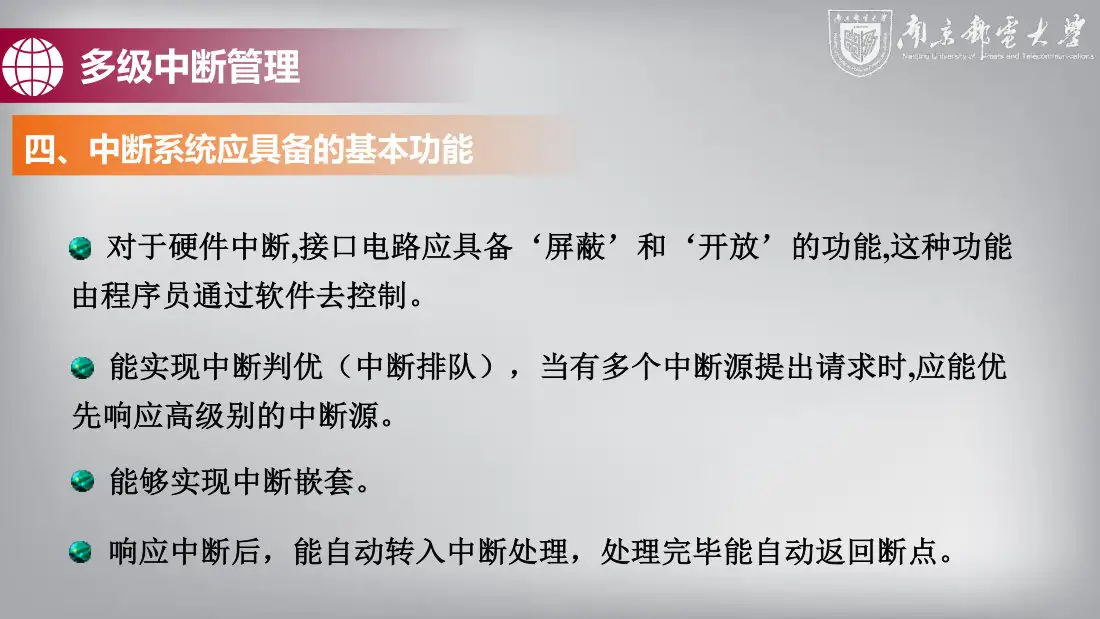 多级中断管理
南京邮电大学
Nanjing University of Posts and Telecommunications
四、中断系统应具备的基本功能
对于硬件中断,接口电路应具备‘屏蔽’和‘开放’的功能,这种功能
由程序员通过软件去控制。
能实现中断判优（中断排队），当有多个中断源提出请求时,应能优
先响应高级别的中断源。
能够实现中断嵌套。
响应中断后，能自动转入中断处理，处理完毕能自动返回断点。